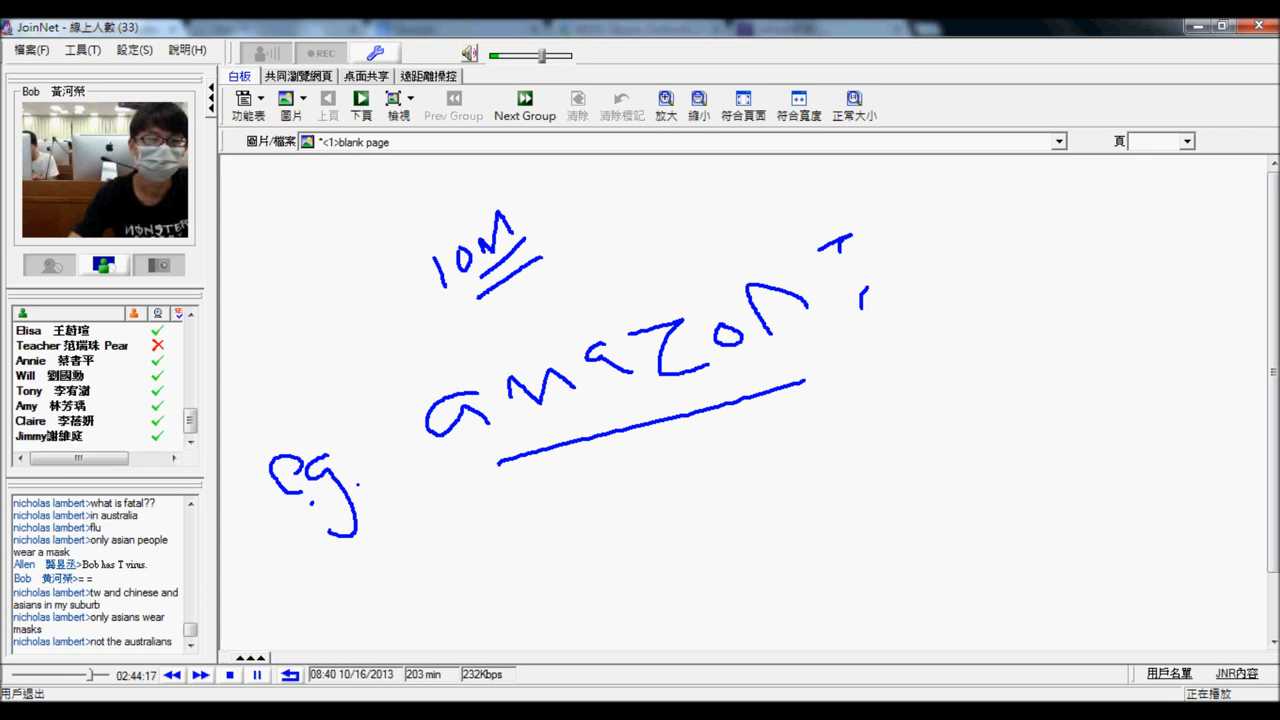 JoinNet - 線上人數 (33)
檔案(F) 工具(T) 設定(S) 說明(H)
REC
Bob 黃河榮
MONSTER
Elisa 王蒔瑄
Teacher 范瑞珠 Pear
Annie 蔡書平
Will 劉國勳
Tony 李宥澍
Amy 林芳瑀
Claire 李蓓妍
Jimmy謝維庭
nicholas lambert>what is fatal??
nicholas lambert>in australia
nicholas lambert>flu
nicholas lambert>only asian people
wear a mask
Allen 龔昱丞>Bob has T virus.
Bob 黃河榮>= =
nicholas lambert>tw and chinese and
asians in my suburb
nicholas lambert>only asians wear
masks
nicholas lambert>not the australians
白板 共同瀏覽網頁 桌面共享 遠距離操控
功能表 圖片 上頁 下頁 檢視 Prev Group Next Group 清除 清除標記 放大 縮小 符合頁面 符合寬度 正常大小
圖片/檔案 *<1>blank page 頁
10M
amazon
e.g.
02:44:17 08:40 10/16/2013 203 min 232Kbps 用戶名單 JNR內容
用戶退出 正在播放